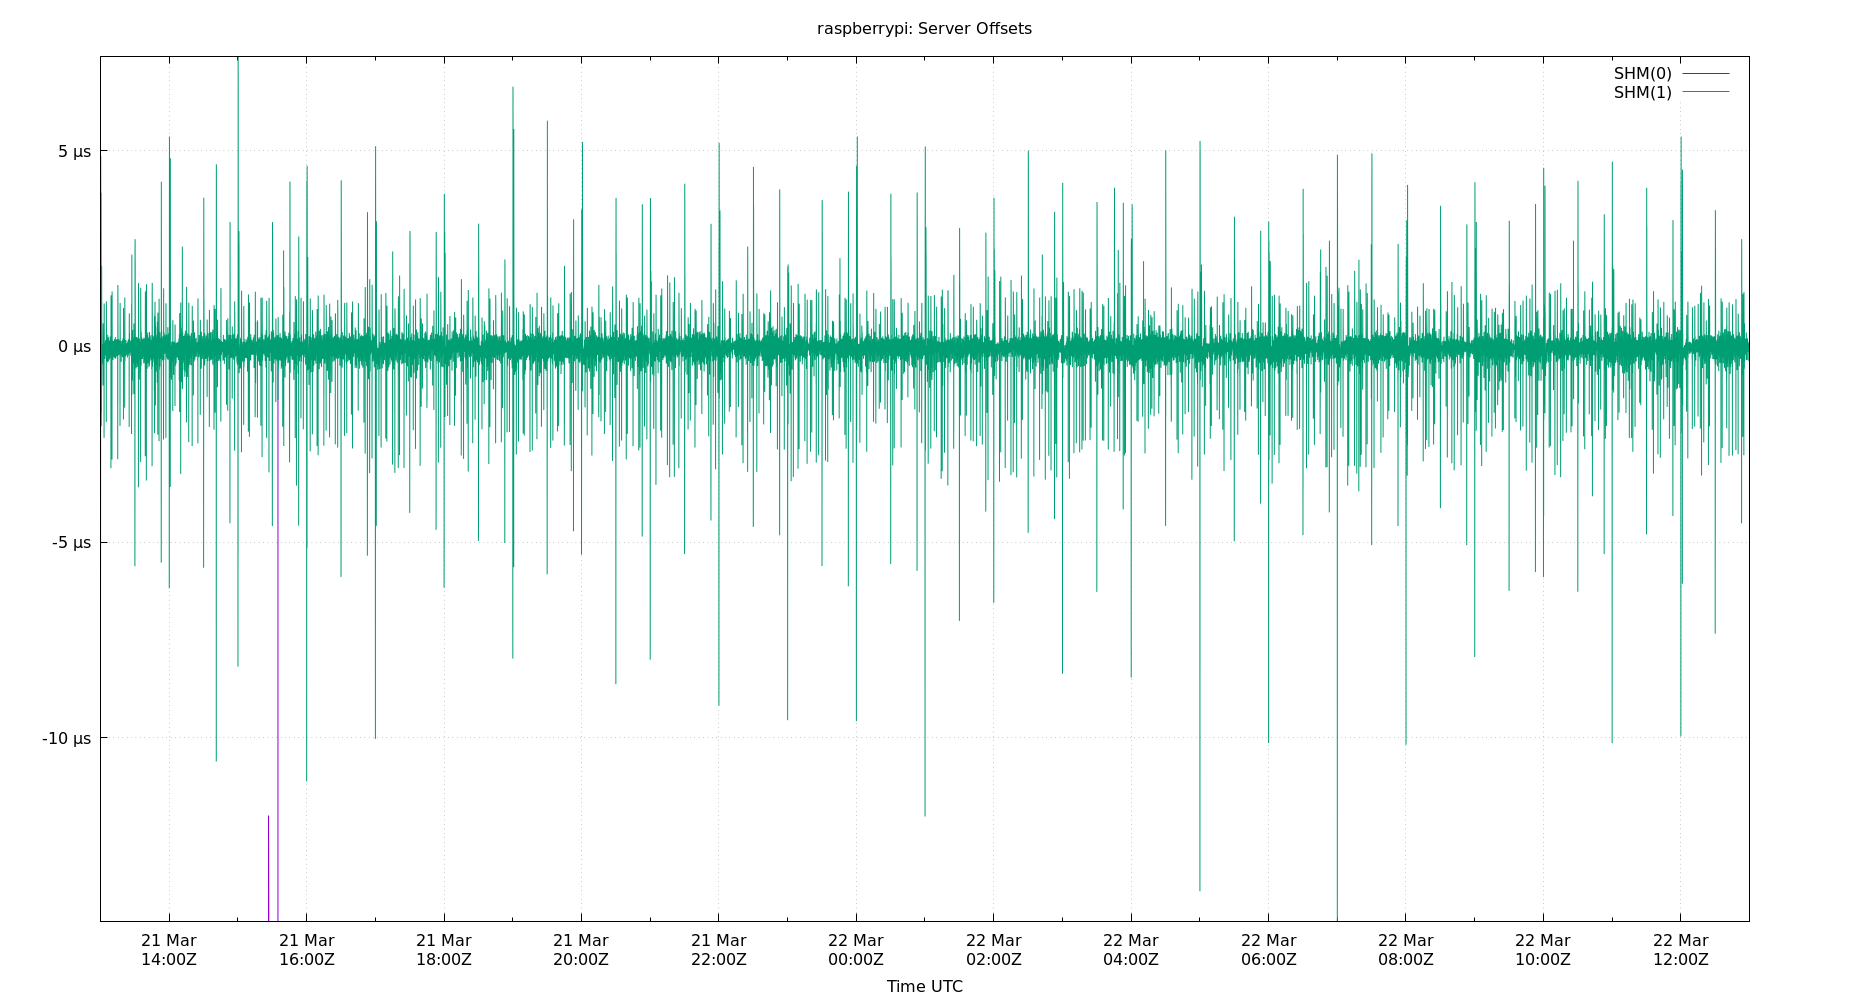 raspberrypi: Server Offsets
SHM(0)
SHM(1)
5 µs
0 µs
-5 µs
-10 µs
21 Mar 21 Mar 21 Mar 21 Mar 21 Mar 22 Mar 22 Mar 22 Mar 22 Mar 22 Mar 22 Mar 22 Mar
14:00Z 16:00Z 18:00Z 20:00Z 22:00Z 00:00Z 02:00Z 04:00Z 06:00Z 08:00Z 10:00Z 12:00Z
Time UTC